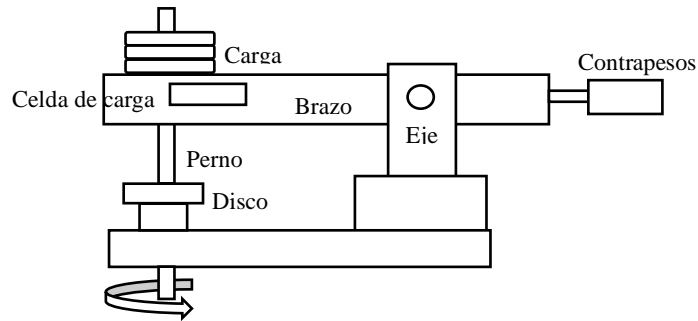 Carga
Contrapesos
Celda de carga
Brazo
Eje
Perno
Disco